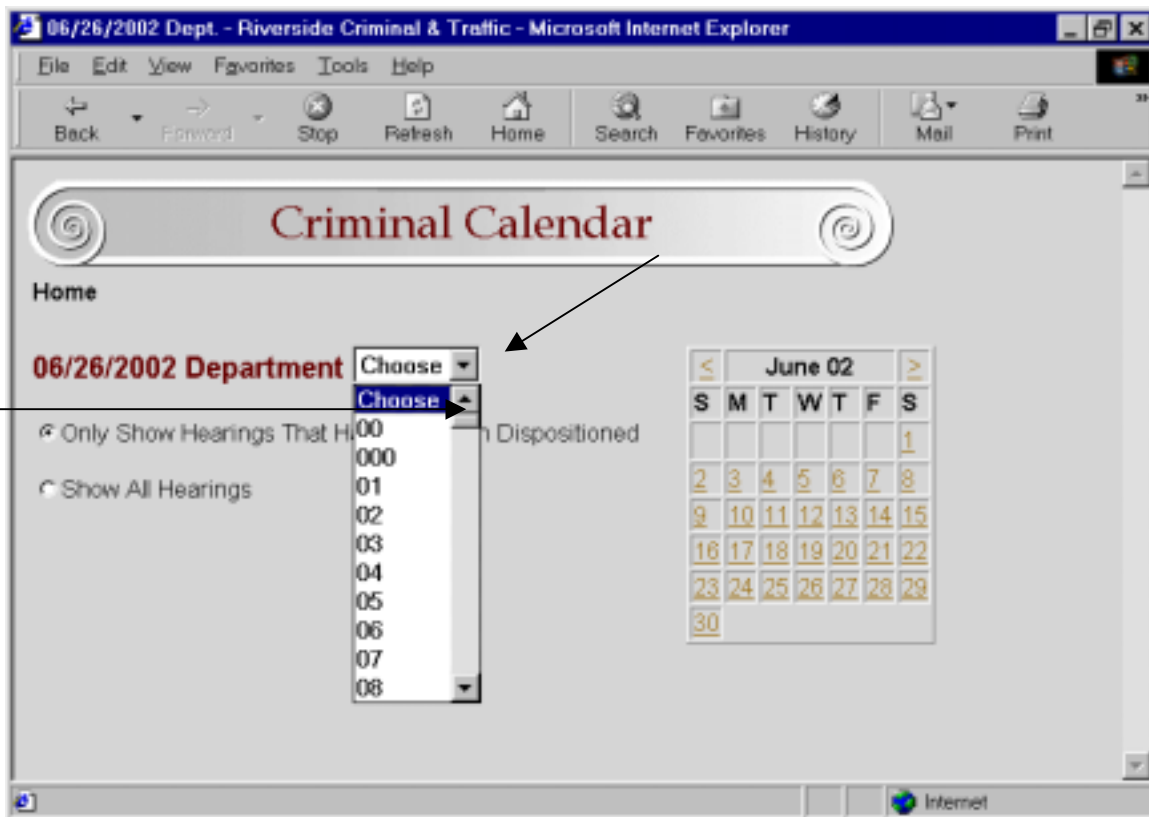 06/26/2002 Dept. - Riverside Criminal & Traffic - Microsoft Internet Explorer
File Edit View Favorites Tools Help
Back Forward Stop Refresh Home Search Favorites History Mail Print
Criminal Calendar
Home
06/26/2002 Department Choose
Choose
00
000
01
02
03
04
05
06
07
08
Only Show Hearings That H n Dispositioned
Show All Hearings
< June 02 >
S M T W T F S
1
2 3 4 5 6 7 8
9 10 11 12 13 14 15
16 17 18 19 20 21 22
23 24 25 26 27 28 29
30
Internet